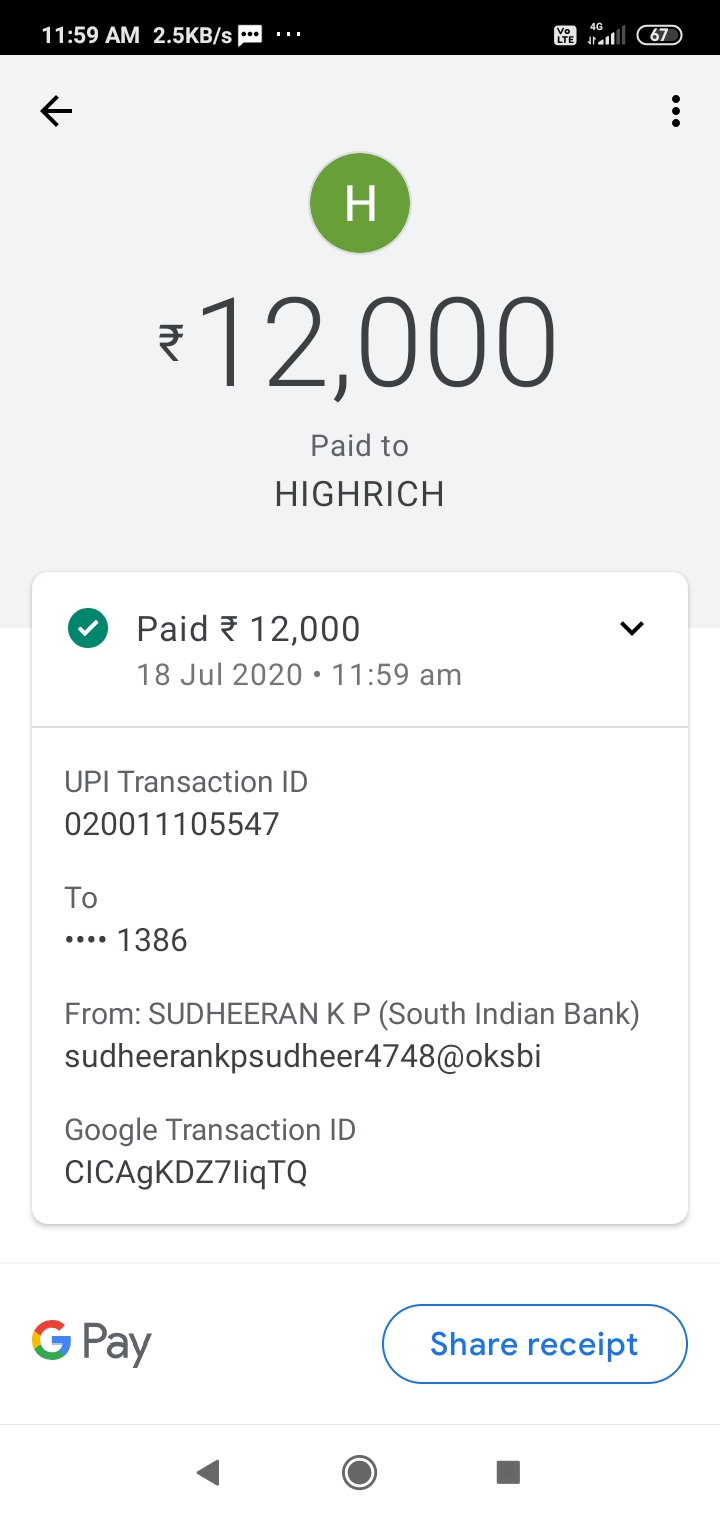 11:59 AM 2.5KB/s ... Vo LTE 4G 67
H
₹12,000
Paid to
HIGHRICH
Paid ₹ 12,000
18 Jul 2020 • 11:59 am
UPI Transaction ID
020011105547
To
•••• 1386
From: SUDHEERAN K P (South Indian Bank)
sudheerankpsudheer4748@oksbi
Google Transaction ID
CICAgKDZ7IiqTQ
G Pay
Share receipt